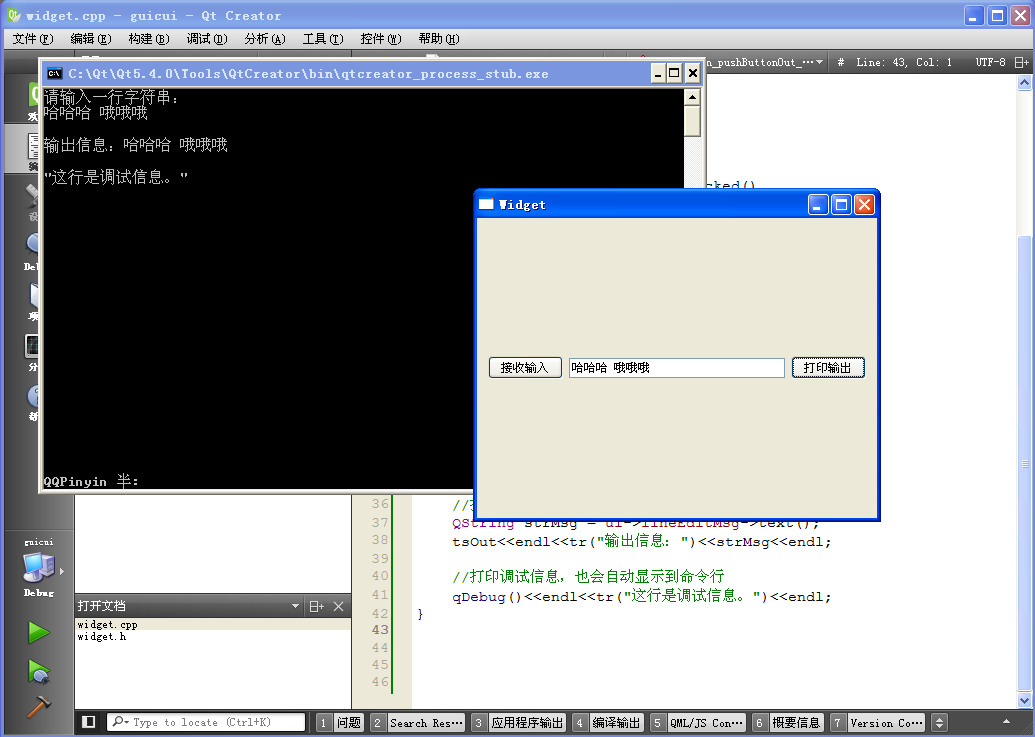 widget.cpp - guicui - Qt Creator
文件(F) 编辑(E) 构建(B) 调试(D) 分析(A) 工具(T) 控件(W) 帮助(H)
C:\Qt\Qt5.4.0\Tools\QtCreator\bin\qtcreator_process_stub.exe
n_pushButtonOut_⋯ # Line: 43, Col: 1 UTF-8
请输入一行字符串:
哈哈哈 哦哦哦
输出信息：哈哈哈 哦哦哦
"这行是调试信息。"
cked()
Widget
接收输入 哈哈哈 哦哦哦 打印输出
QQPinyin 半:
36 //
37 QString strMsg = ui->lineEditMsg->text();
38 tsOut<<endl<<tr("输出信息：")<<strMsg<<endl;
39
40 //打印调试信息，也会自动显示到命令行
41 qDebug()<<endl<<tr("这行是调试信息。")<<endl;
42 }
43
44
45
46
guicui
Debug
打开文档
widget.cpp
widget.h
Type to locate (Ctrl+K) 1 问题 2 Search Res⋯ 3 应用程序输出 4 编译输出 5 QML/JS Con⋯ 6 概要信息 7 Version Co⋯